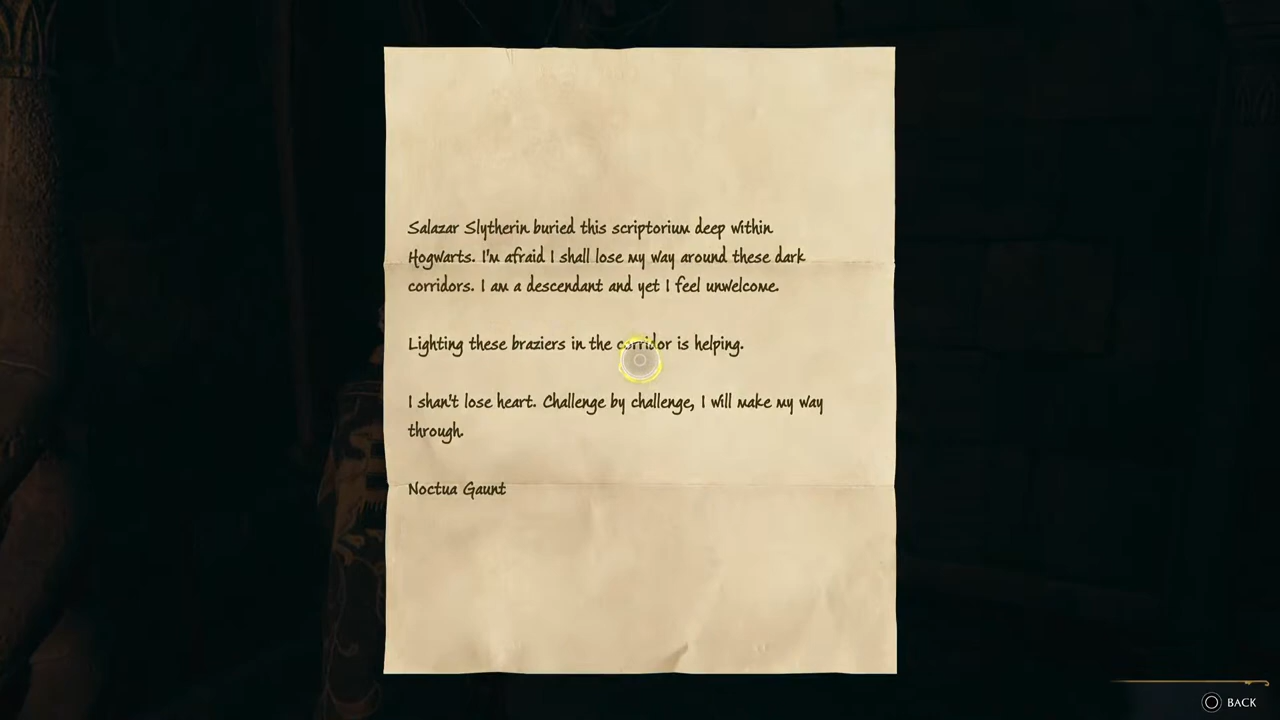 Salazar Slytherin buried this scriptorium deep within
Hogwarts. I'm afraid I shall lose my way around these dark
corridors. I am a descendant and yet I feel unwelcome.
Lighting these braziers in the corridor is helping.
I shan't lose heart. Challenge by challenge, I will make my way
through.
Noctua Gaunt
BACK